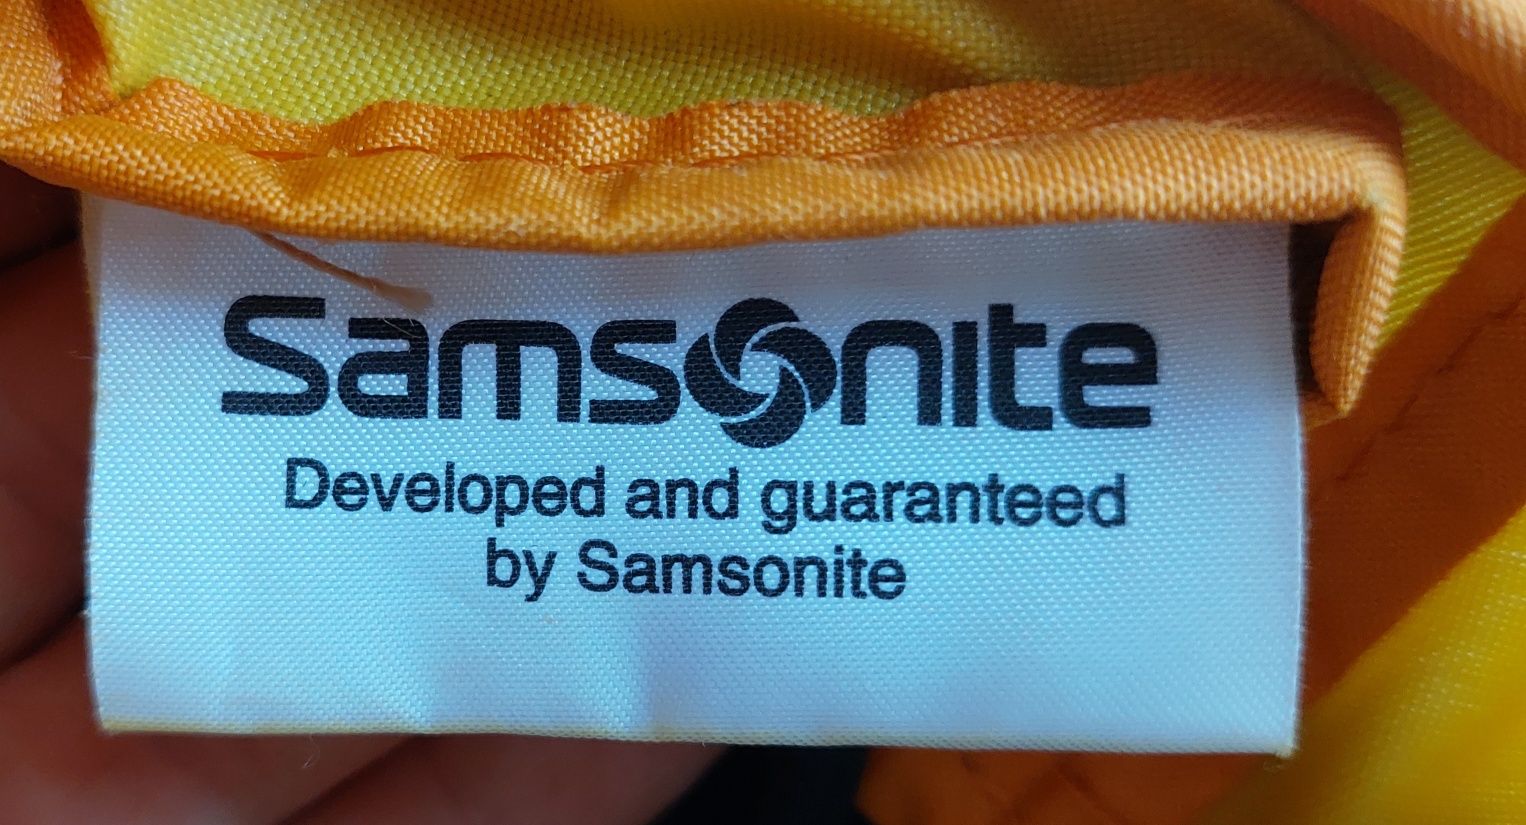 Samsonite
Developed and guaranteed
by Samsonite